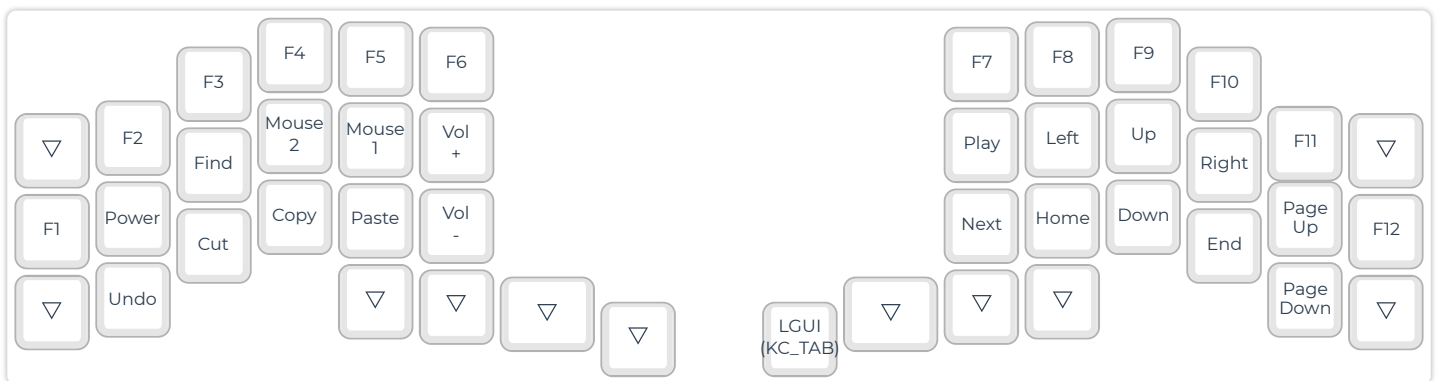 F4
F5
F6
F7
F8
F9
F3
F10
F2
Mouse
2
Mouse
1
Vol
+
Play
Left
Up
F11
▽
▽
Find
Right
F1
Power
Copy
Paste
Vol
-
Next
Home
Down
Page
Up
F12
Cut
End
▽
Undo
▽
▽
▽
▽
▽
▽
▽
Page
Down
▽
LGUI
(KC_TAB)